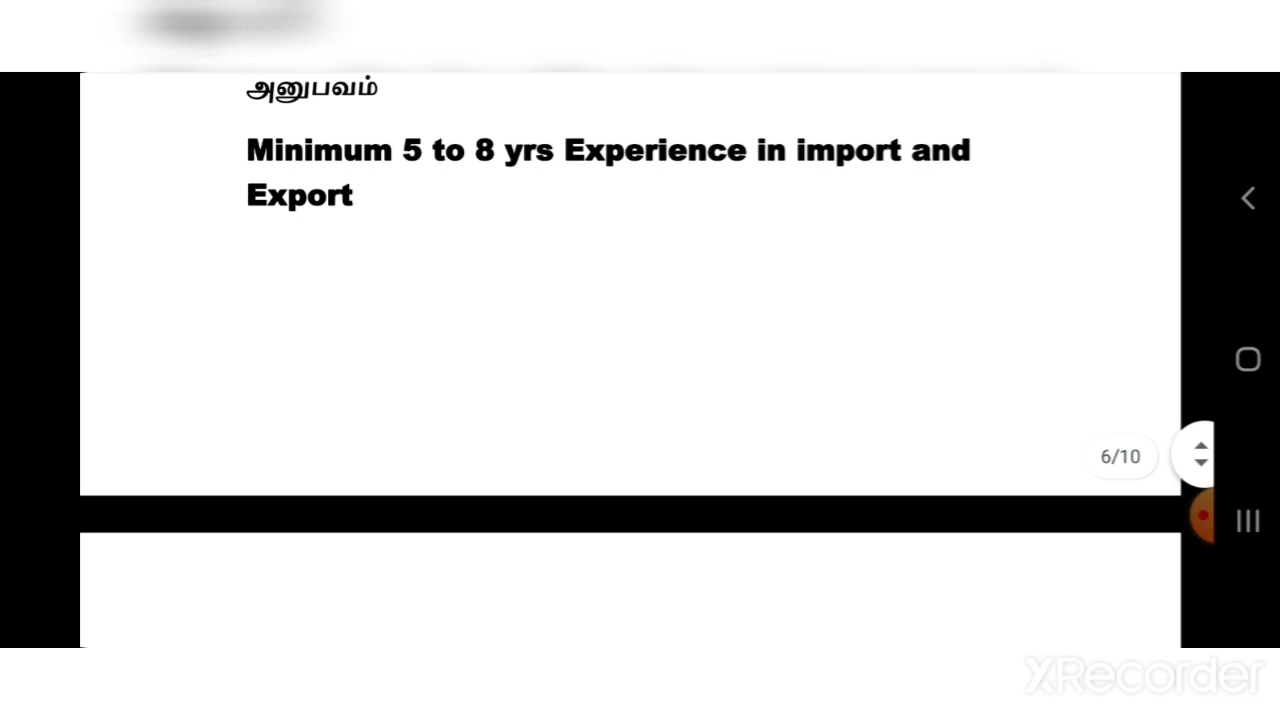 அனுபவம்
Minimum 5 to 8 yrs Experience in import and
Export
6/10
XRecorder